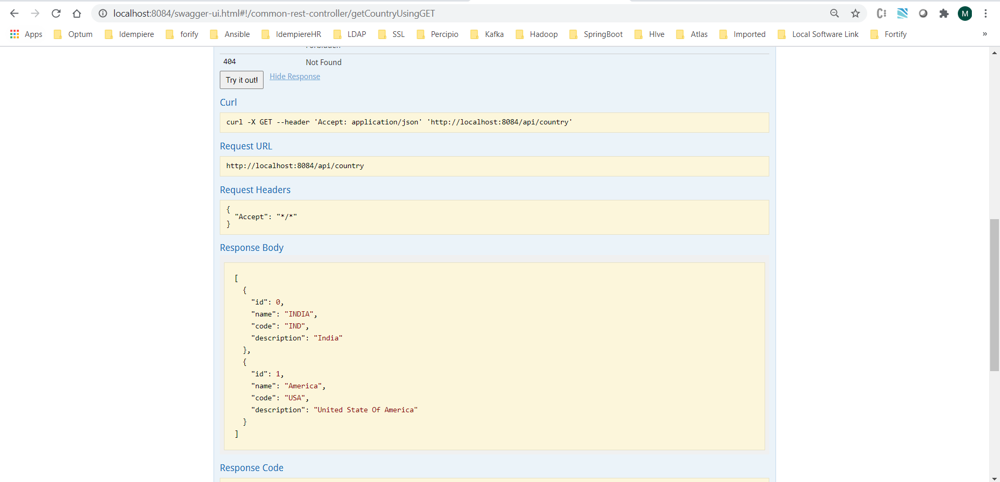 localhost:8084/swagger-ui.html#!/common-rest-controller/getCountryUsingGET
M
Apps Optum Idempiere forify Ansible IdempiereHR LDAP SSL Percipio Kafka Hadoop SpringBoot HIve Atlas Imported Local Software Link Fortify »
404 Not Found
Try it out! Hide Response
Curl
curl -X GET --header 'Accept: application/json' 'http://localhost:8084/api/country'
Request URL
http://localhost:8084/api/country
Request Headers
{
"Accept": "*/*"
}
Response Body
[
{
"id": 0,
"name": "INDIA",
"code": "IND",
"description": "India"
},
{
"id": 1,
"name": "America",
"code": "USA",
"description": "United State Of America"
}
]
Response Code